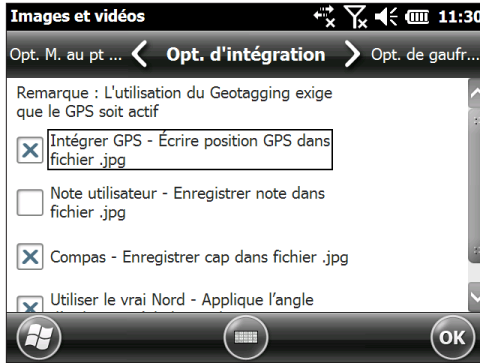 Images et vidéos 11:30
Opt. M. au pt ... Opt. d'intégration Opt. de gaufr...
Remarque : L'utilisation du Geotagging exige
que le GPS soit actif
Intégrer GPS - Écrire position GPS dans
fichier .jpg
Note utilisateur - Enregistrer note dans
fichier .jpg
Compas - Enregistrer cap dans fichier .jpg
Utiliser le vrai Nord - Applique l’angle
OK